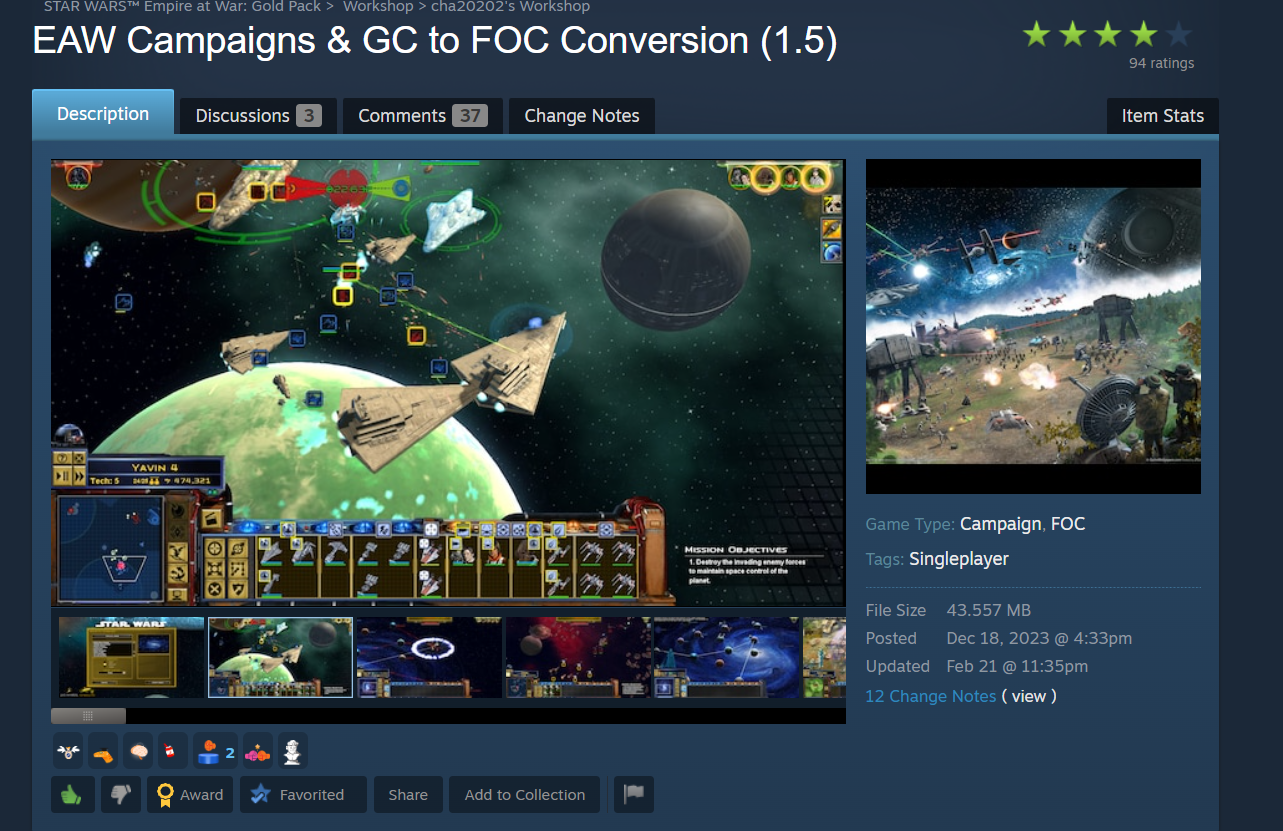 STAR WARS™ Empire at War: Gold Pack > Workshop > cha20202's Workshop
EAW Campaigns & GC to FOC Conversion (1.5)
94 ratings
Description
Discussions 3
Comments 37
Change Notes
Item Stats
YAVIN 4
Tech: 5
474,321
MISSION OBJECTIVES
1. Destroy the invading enemy forces
to maintain space control of the
planet.
STAR WARS
Game Type: Campaign, FOC
Tags: Singleplayer
File Size 43.557 MB
Posted Dec 18, 2023 @ 4:33pm
Updated Feb 21 @ 11:35pm
12 Change Notes ( view )
2
Award
Favorited
Share
Add to Collection